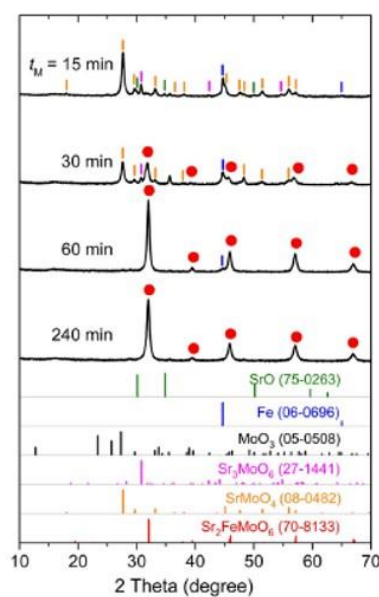 tM = 15 min
30 min
60 min
240 min
SrO (75-0263)
Fe (06-0696)
MoO3 (05-0508)
Sr3MoO6 (27-1441)
SrMoO4 (08-0482)
Sr2FeMoO6 (70-8133)
10 20 30 40 50 60 70
2 Theta (degree)